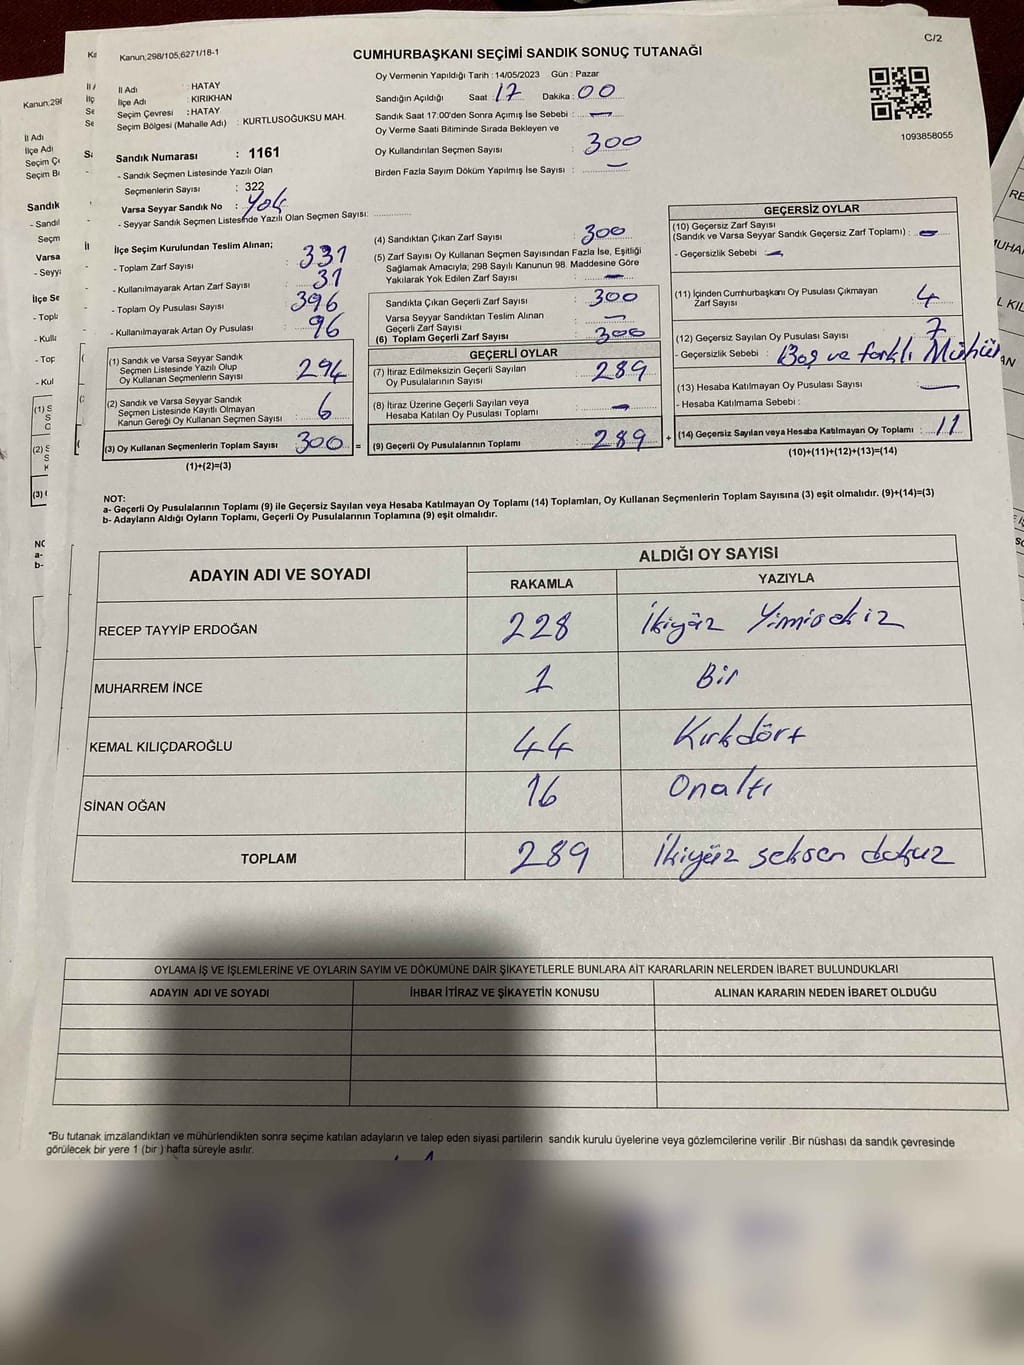 C/2
Kanun,298/105,6271/18-1
CUMHURBAŞKANI SEÇİMİ SANDIK SONUÇ TUTANAĞI
İl Adı : HATAY
İlçe Adı : KIRIKHAN
Seçim Çevresi : HATAY
Seçim Bölgesi (Mahalle Adı) : KURTLUSOĞUKSU MAH.
Sandık Numarası : 1161
- Sandık Seçmen Listesinde Yazılı Olan
Seçmenlerin Sayısı : 322
Varsa Seyyar Sandık No : Yok
- Seyyar Sandık Seçmen Listesinde Yazılı Olan Seçmen Sayısı:
Oy Vermenin Yapıldığı Tarih : 14/05/2023 Gün : Pazar
Sandığın Açıldığı Saat : 17 Dakika : 00
Sandık Saat 17.00'den Sonra Açımış İse Sebebi : —
Oy Verme Saati Bitiminde Sırada Bekleyen ve
Oy Kullandırılan Seçmen Sayısı : 300
Birden Fazla Sayım Döküm Yapılmış İse Sayısı : —
1093858055
İlçe Seçim Kurulundan Teslim Alınan;
- Toplam Zarf Sayısı : 331
- Kullanılmayarak Artan Zarf Sayısı : 31
- Toplam Oy Pusulası Sayısı : 396
- Kullanılmayarak Artan Oy Pusulası : 96
(1) Sandık ve Varsa Seyyar Sandık
Seçmen Listesinde Yazılı Olup
Oy Kullanan Seçmenlerin Sayısı : 294
(2) Sandık ve Varsa Seyyar Sandık
Seçmen Listesinde Kayıtlı Olmayan
Kanun Gereği Oy Kullanan Seçmen Sayısı : 6
(3) Oy Kullanan Seçmenlerin Toplam Sayısı : 300 =
(1)+(2)=(3)
(4) Sandıktan Çıkan Zarf Sayısı : 300
(5) Zarf Sayısı Oy Kullanan Seçmen Sayısından Fazla İse, Eşitliği
Sağlamak Amacıyla, 298 Sayılı Kanunun 98. Maddesine Göre
Yakılarak Yok Edilen Zarf Sayısı : —
Sandıkta Çıkan Geçerli Zarf Sayısı : 300
Varsa Seyyar Sandıktan Teslim Alınan
Geçerli Zarf Sayısı : —
(6) Toplam Geçerli Zarf Sayısı : 300
GEÇERLİ OYLAR
(7) İtiraz Edilmeksizin Geçerli Sayılan
Oy Pusulalarının Sayısı : 289
(8) İtiraz Üzerine Geçerli Sayılan veya
Hesaba Katılan Oy Pusulası Toplamı : —
(9) Geçerli Oy Pusulalarının Toplamı : 289 +
GEÇERSİZ OYLAR
(10) Geçersiz Zarf Sayısı
(Sandık ve Varsa Seyyar Sandık Geçersiz Zarf Toplamı) : —
- Geçersizlik Sebebi : —
(11) İçinden Cumhurbaşkanı Oy Pusulası Çıkmayan
Zarf Sayısı : 4
(12) Geçersiz Sayılan Oy Pusulası Sayısı : 7
- Geçersizlik Sebebi : Boş ve farklı Mühür
(13) Hesaba Katılmayan Oy Pusulası Sayısı : —
- Hesaba Katılmama Sebebi :
(14) Geçersiz Sayılan veya Hesaba Katılmayan Oy Toplamı : 11
(10)+(11)+(12)+(13)=(14)
NOT:
a- Geçerli Oy Pusulalarının Toplamı (9) ile Geçersiz Sayılan veya Hesaba Katılmayan Oy Toplamı (14) Toplamları, Oy Kullanan Seçmenlerin Toplam Sayısına (3) eşit olmalıdır. (9)+(14)=(3)
b- Adayların Aldığı Oyların Toplamı, Geçerli Oy Pusulalarının Toplamına (9) eşit olmalıdır.
ADAYIN ADI VE SOYADI
ALDIĞI OY SAYISI
RAKAMLA YAZIYLA
RECEP TAYYİP ERDOĞAN 228 İkiyüz Yirmisekiz
MUHARREM İNCE 1 Bir
KEMAL KILIÇDAROĞLU 44 Kırkdört
SİNAN OĞAN 16 Onaltı
TOPLAM 289 İkiyüz seksen dokuz
OYLAMA İŞ VE İŞLEMLERİNE VE OYLARIN SAYIM VE DÖKÜMÜNE DAİR ŞİKAYETLERLE BUNLARA AİT KARARLARIN NELERDEN İBARET BULUNDUKLARI
ADAYIN ADI VE SOYADI İHBAR İTİRAZ VE ŞİKAYETİN KONUSU ALINAN KARARIN NEDEN İBARET OLDUĞU
*Bu tutanak imzalandıktan ve mühürlendikten sonra seçime katılan adayların ve talep eden siyasi partilerin sandık kurulu üyelerine veya gözlemcilerine verilir .Bir nüshası da sandık çevresinde
görülecek bir yere 1 (bir ) hafta süreyle asılır.